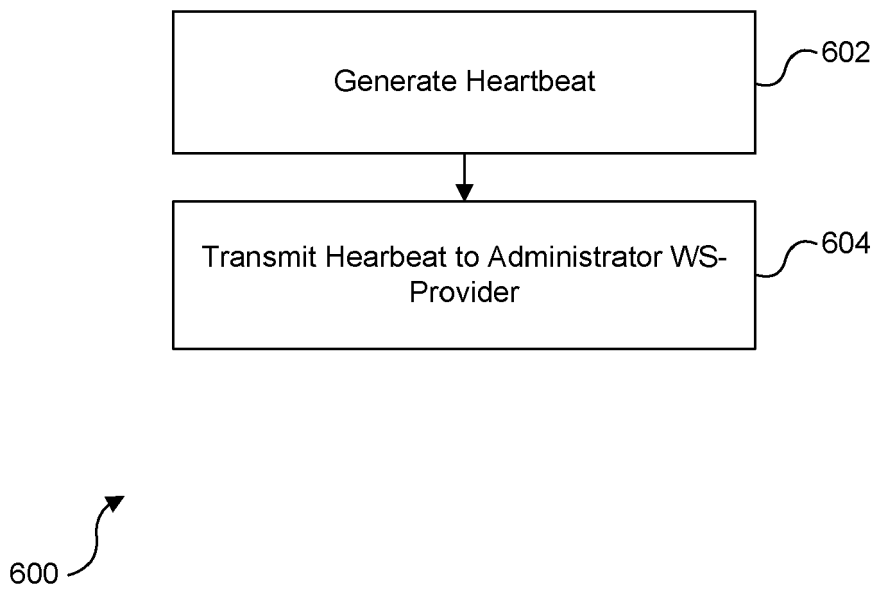 Generate Heartbeat
602
Transmit Hearbeat to Administrator WS-
Provider
604
600